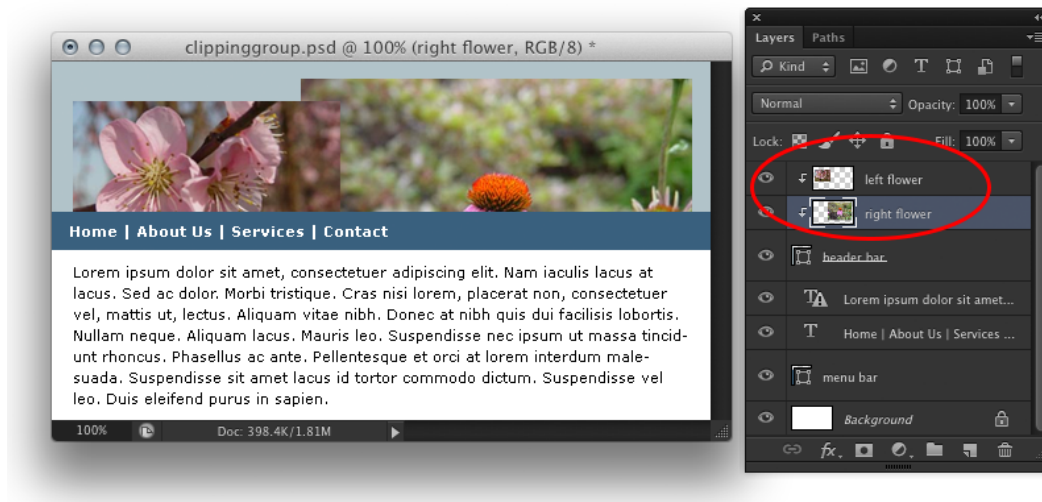 clippinggroup.psd @ 100% (right flower, RGB/8) *
Home | About Us | Services | Contact
Lorem ipsum dolor sit amet, consectetuer adipiscing elit. Nam iaculis lacus at
lacus. Sed ac dolor. Morbi tristique. Cras nisi lorem, placerat non, consectetuer
vel, mattis ut, lectus. Aliquam vitae nibh. Donec at nibh quis dui facilisis lobortis.
Nullam neque. Aliquam lacus. Mauris leo. Suspendisse nec ipsum ut massa tincid-
unt rhoncus. Phasellus ac ante. Pellentesque et orci at lorem interdum male-
suada. Suspendisse sit amet lacus id tortor commodo dictum. Suspendisse vel
leo. Duis eleifend purus in sapien.
100% Doc: 398.4K/1.81M
Layers Paths
Kind
Normal Opacity: 100%
Lock: Fill: 100%
left flower
right flower
header bar
Lorem ipsum dolor sit amet...
Home | About Us | Services ...
menu bar
Background
fx